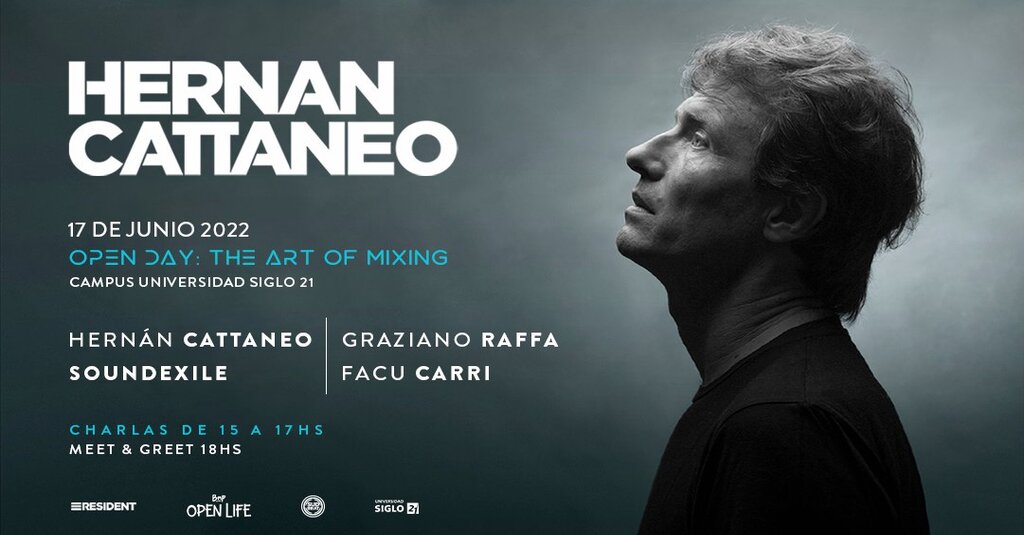 HERNAN
CATTANEO
17 DE JUNIO 2022
OPEN DAY: THE ART OF MIXING
CAMPUS UNIVERSIDAD SIGLO 21
HERNÁN CATTANEO
SOUNDEXILE
GRAZIANO RAFFA
FACU CARRI
CHARLAS DE 15 A 17HS
MEET & GREET 18HS
RESIDENT
BNP
OPEN LIFE
UNIVERSIDAD
SIGLO 21